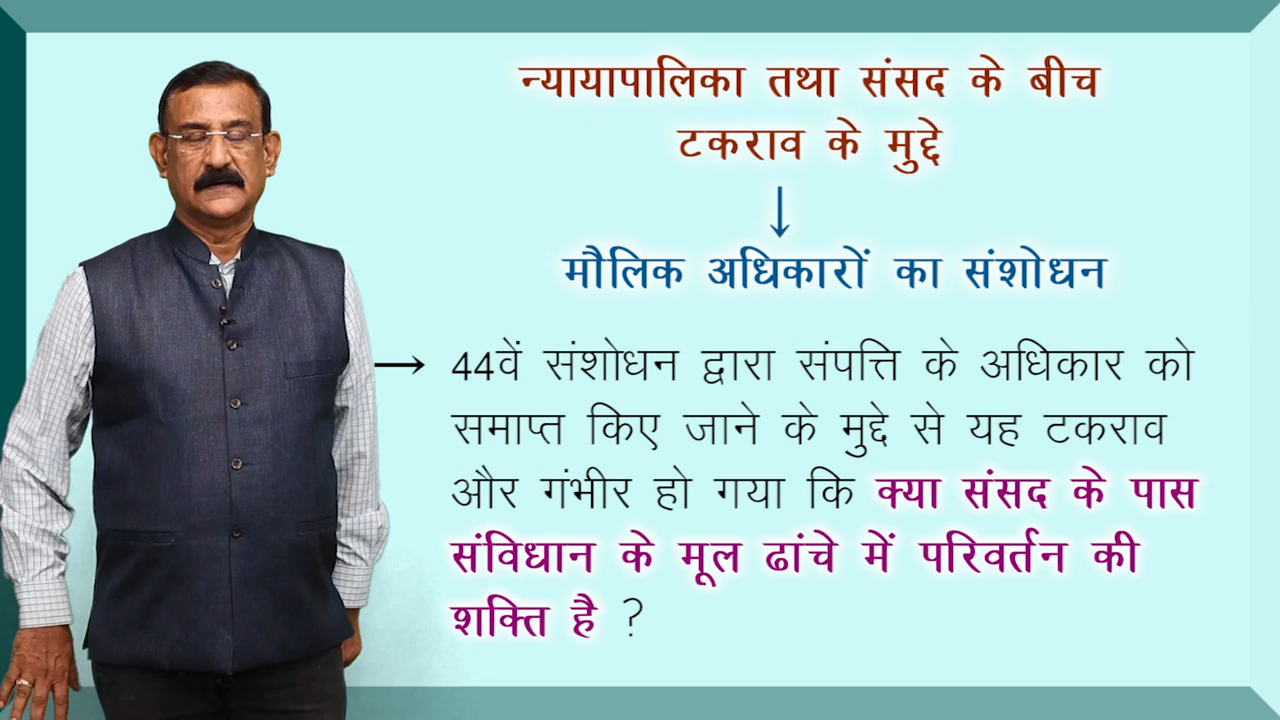 न्यायापालिका तथा संसद के बीच
टकराव के मुद्दे
↓
मौलिक अधिकारों का संशोधन
→ 44वें संशोधन द्वारा संपत्ति के अधिकार को
समाप्त किए जाने के मुद्दे से यह टकराव
और गंभीर हो गया कि क्या संसद के पास
संविधान के मूल ढांचे में परिवर्तन की
शक्ति है ?